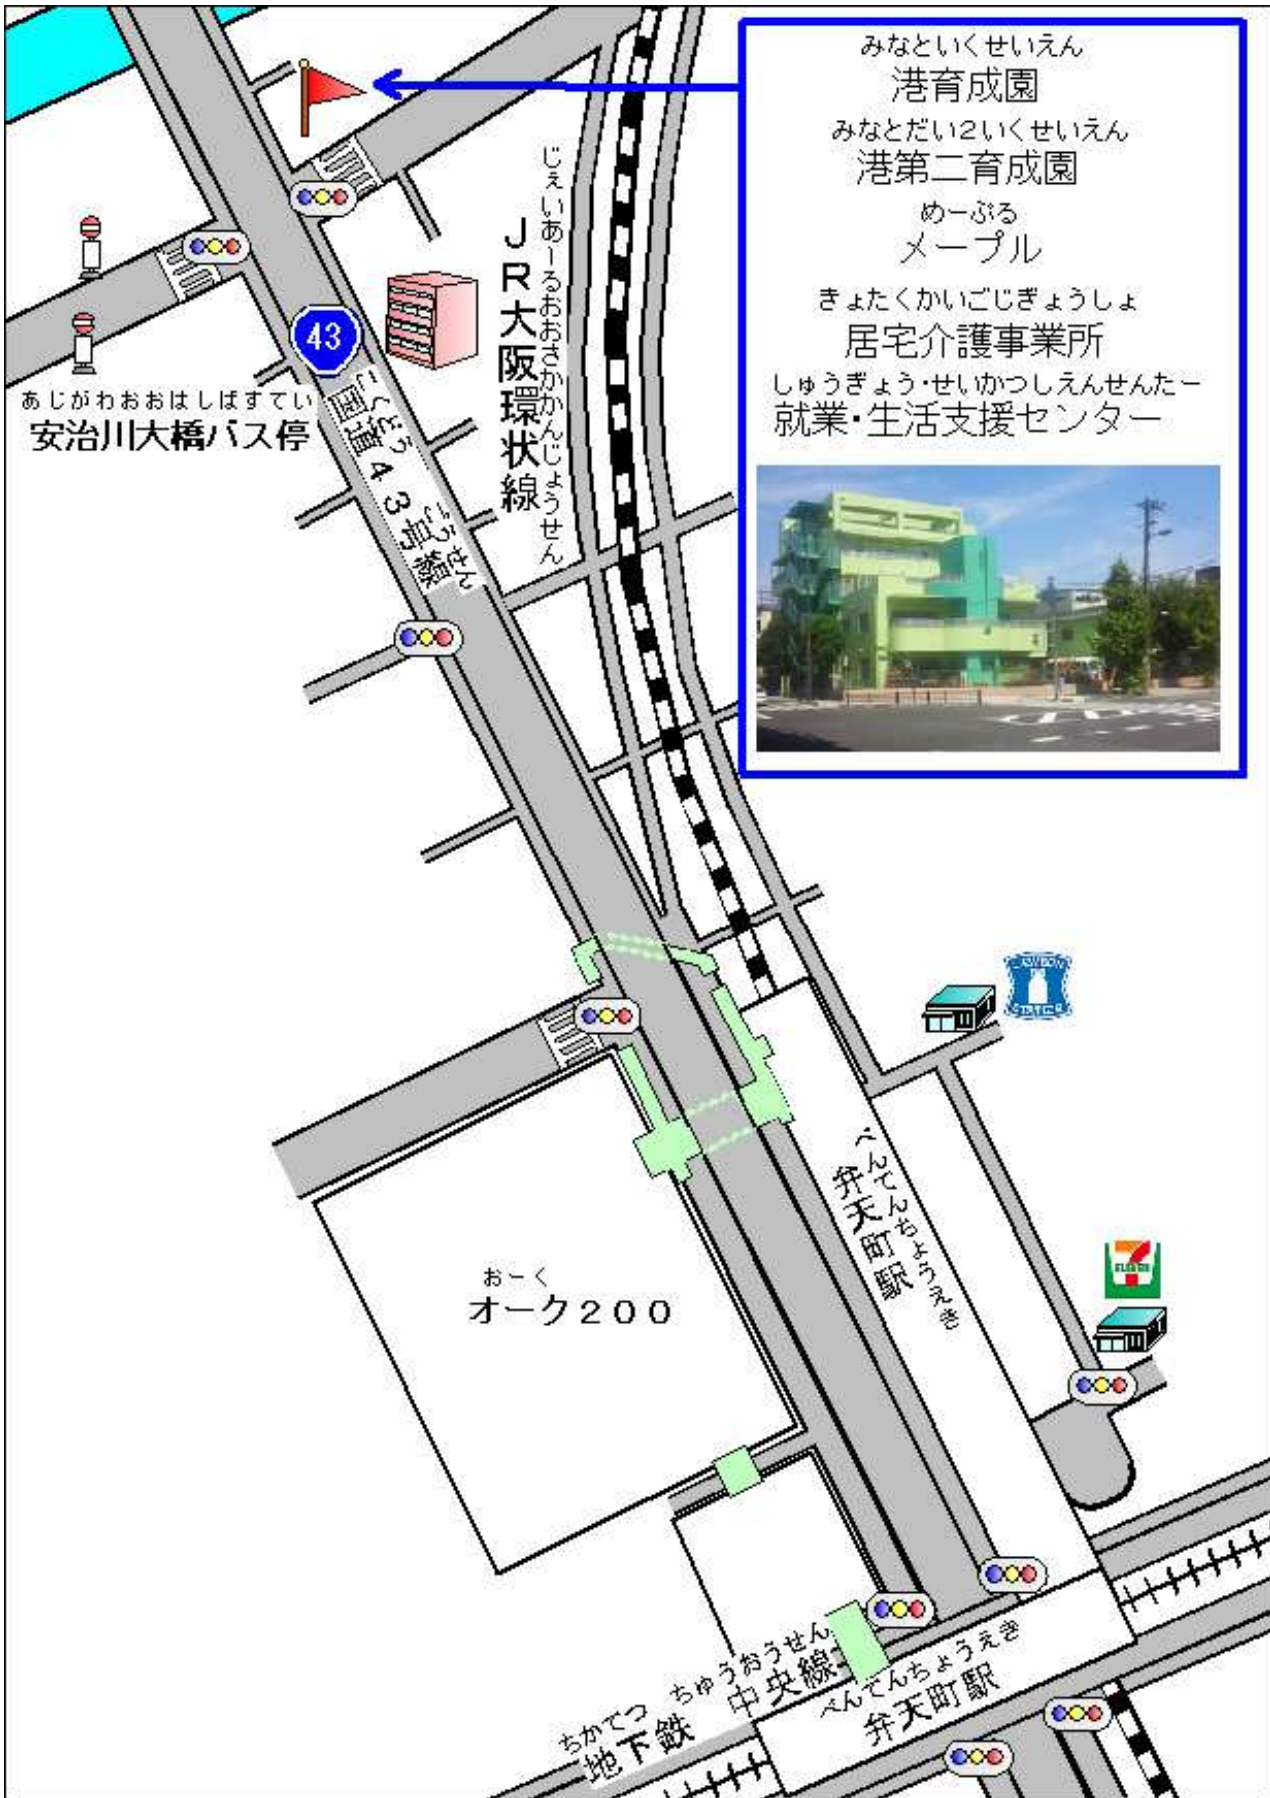 みなといくせいえん
港育成園
みなとだい2いくせいえん
港第二育成園
めーぷる
メープル
きょたくかいごじぎょうしょ
居宅介護事業所
しゅうぎょう・せいかつしえんせんたー
就業・生活支援センター
じぇいあーるおおさかかんじょうせん
JR大阪環状線
43
あじがわおおはしばすてい
安治川大橋バス停
こくどう ごうせん
国道43号線
LAWSON
べんてんちょうえき
弁天町駅
おーく
オーク200
7
ELEVEN
ちかてつ ちゅうおうせん
地下鉄 中央線
べんてんちょうえき
弁天町駅